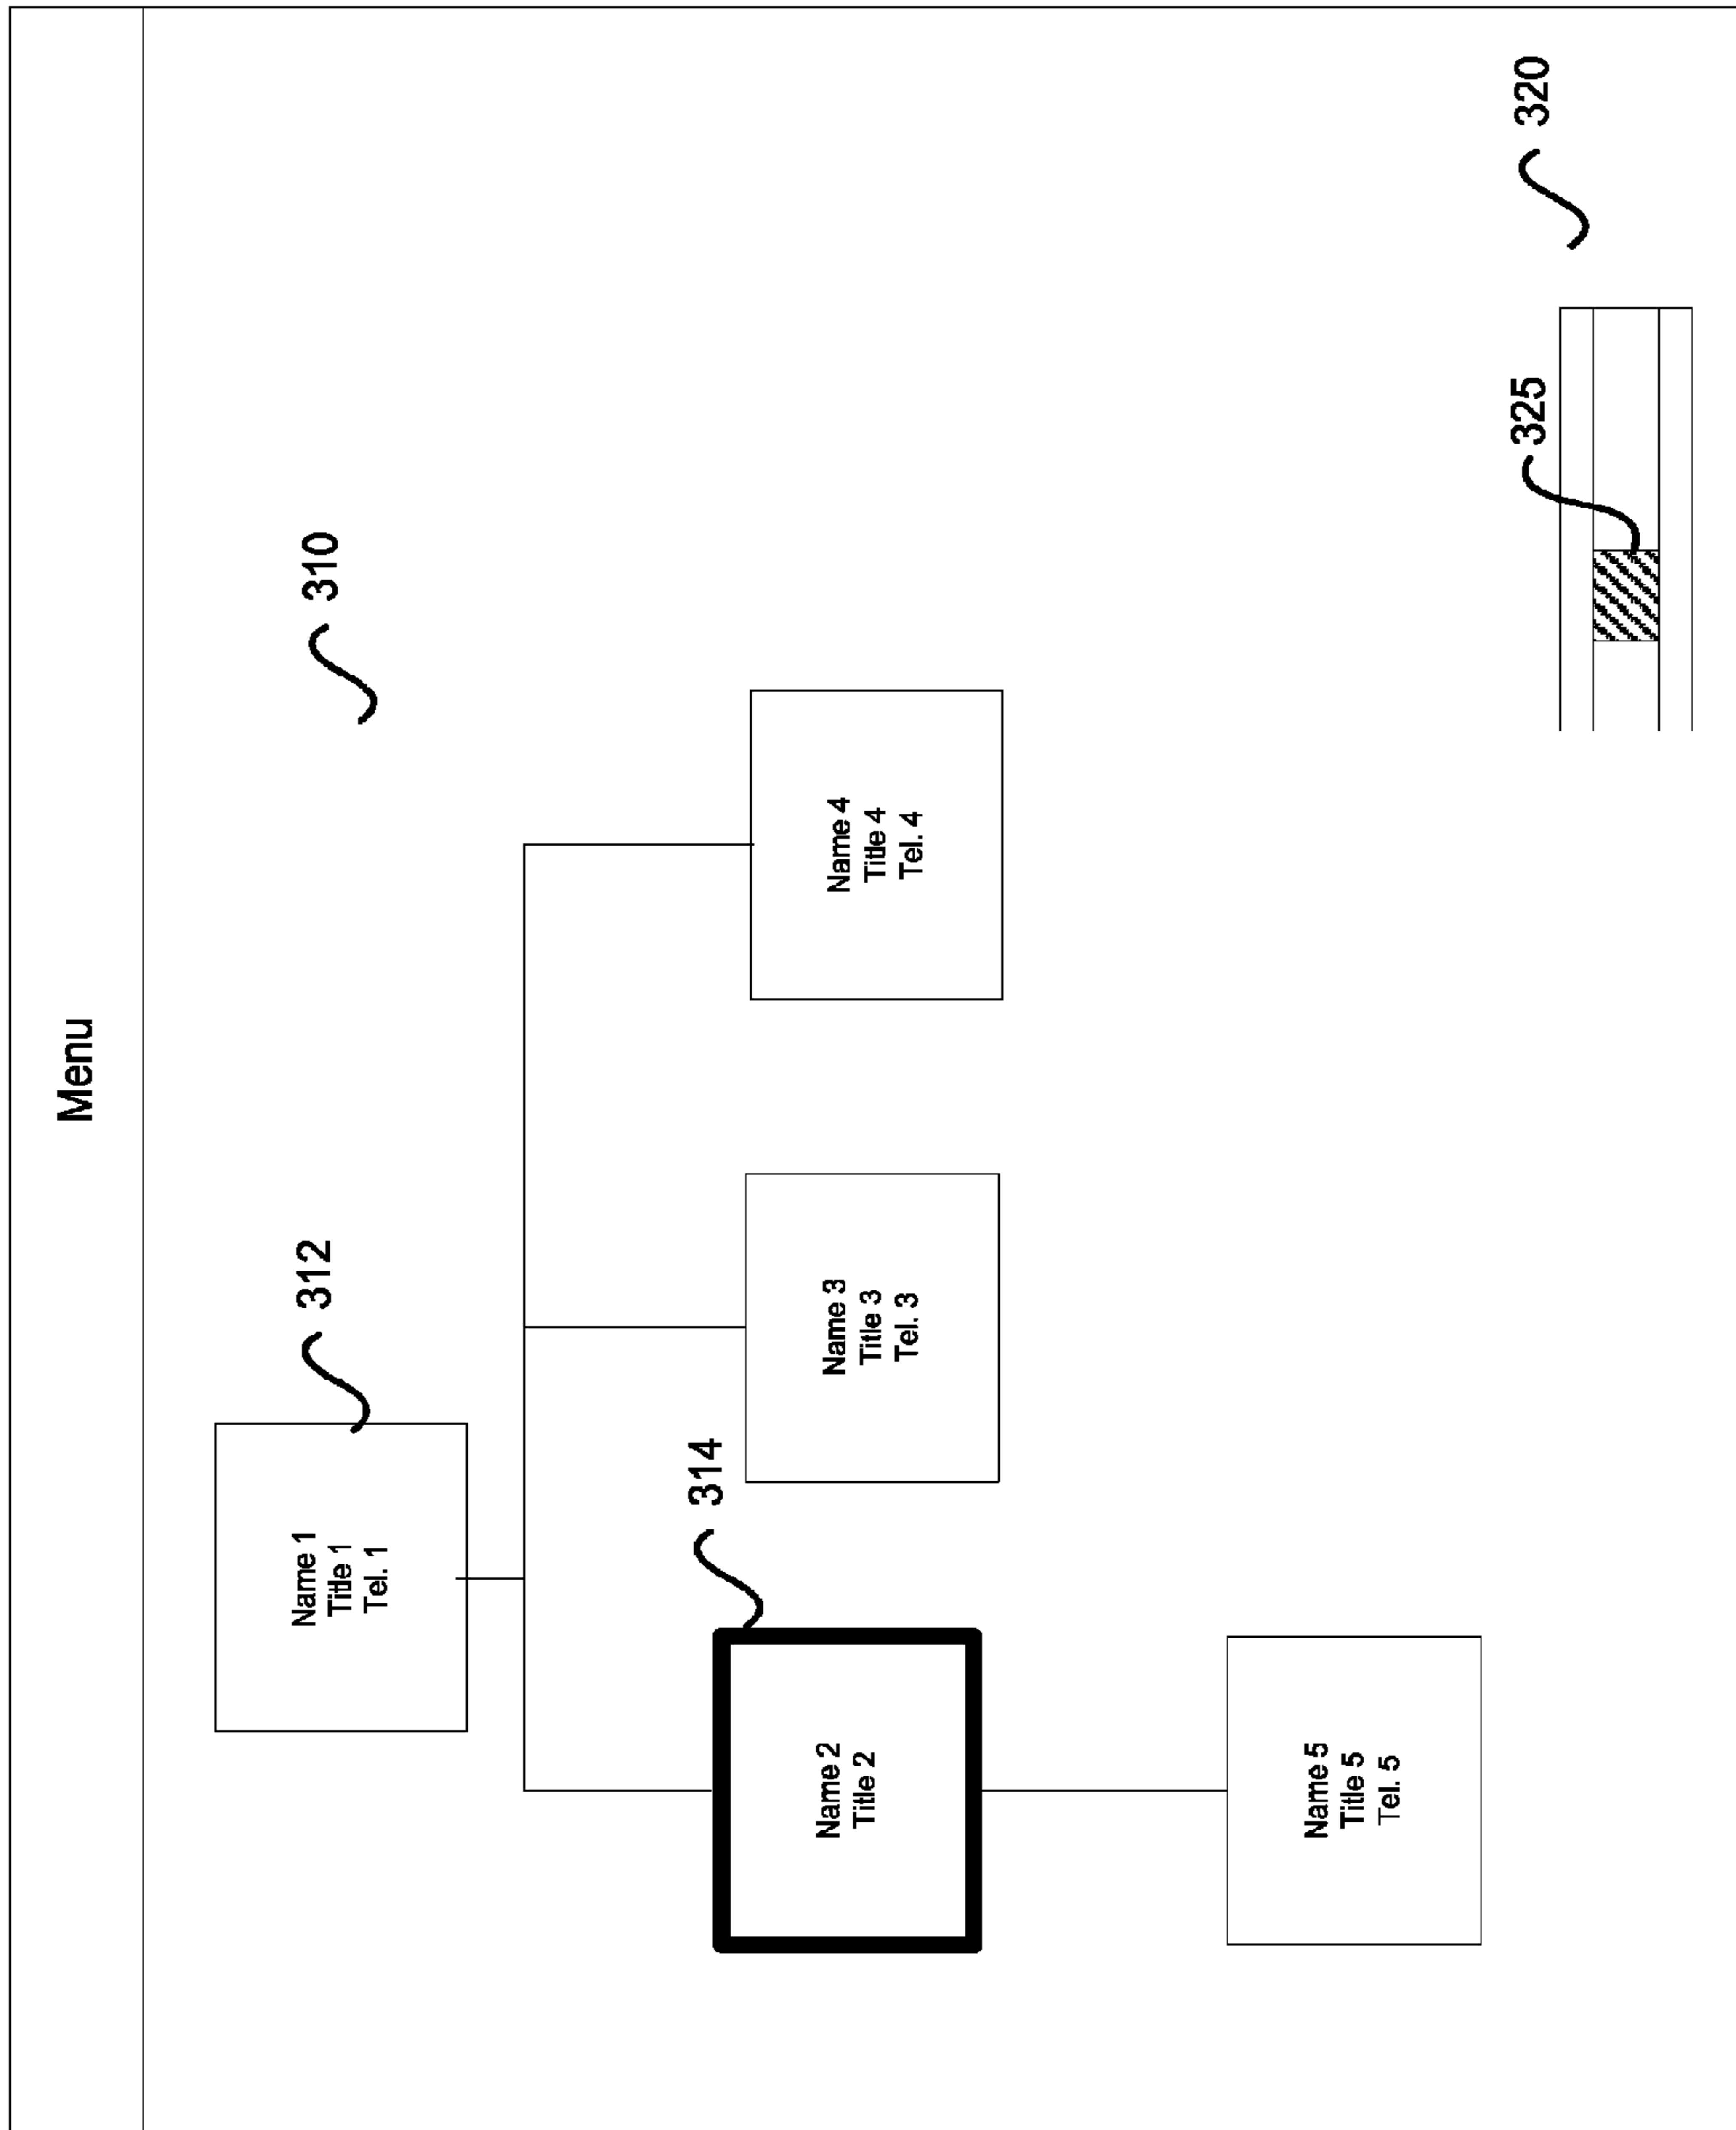 Menu
310
312
Name 1
Title 1
Tel. 1
314
Name 2
Title 2
Name 3
Title 3
Tel. 3
Name 4
Title 4
Tel. 4
Name 5
Title 5
Tel. 5
325
320